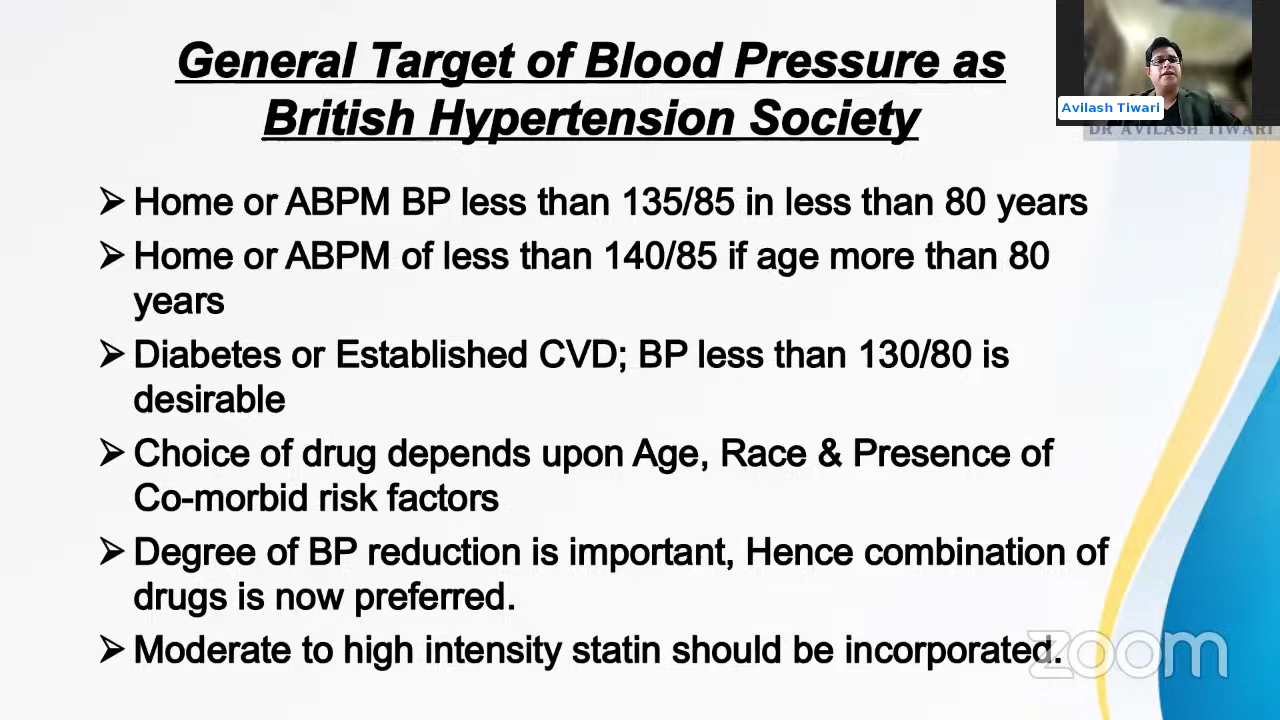 General Target of Blood Pressure as
British Hypertension Society
Avilash Tiwari
DR AVILASH TIWARI
➢ Home or ABPM BP less than 135/85 in less than 80 years
➢ Home or ABPM of less than 140/85 if age more than 80
years
➢ Diabetes or Established CVD; BP less than 130/80 is
desirable
➢ Choice of drug depends upon Age, Race & Presence of
Co-morbid risk factors
➢ Degree of BP reduction is important, Hence combination of
drugs is now preferred.
➢ Moderate to high intensity statin should be incorporated.
zoom